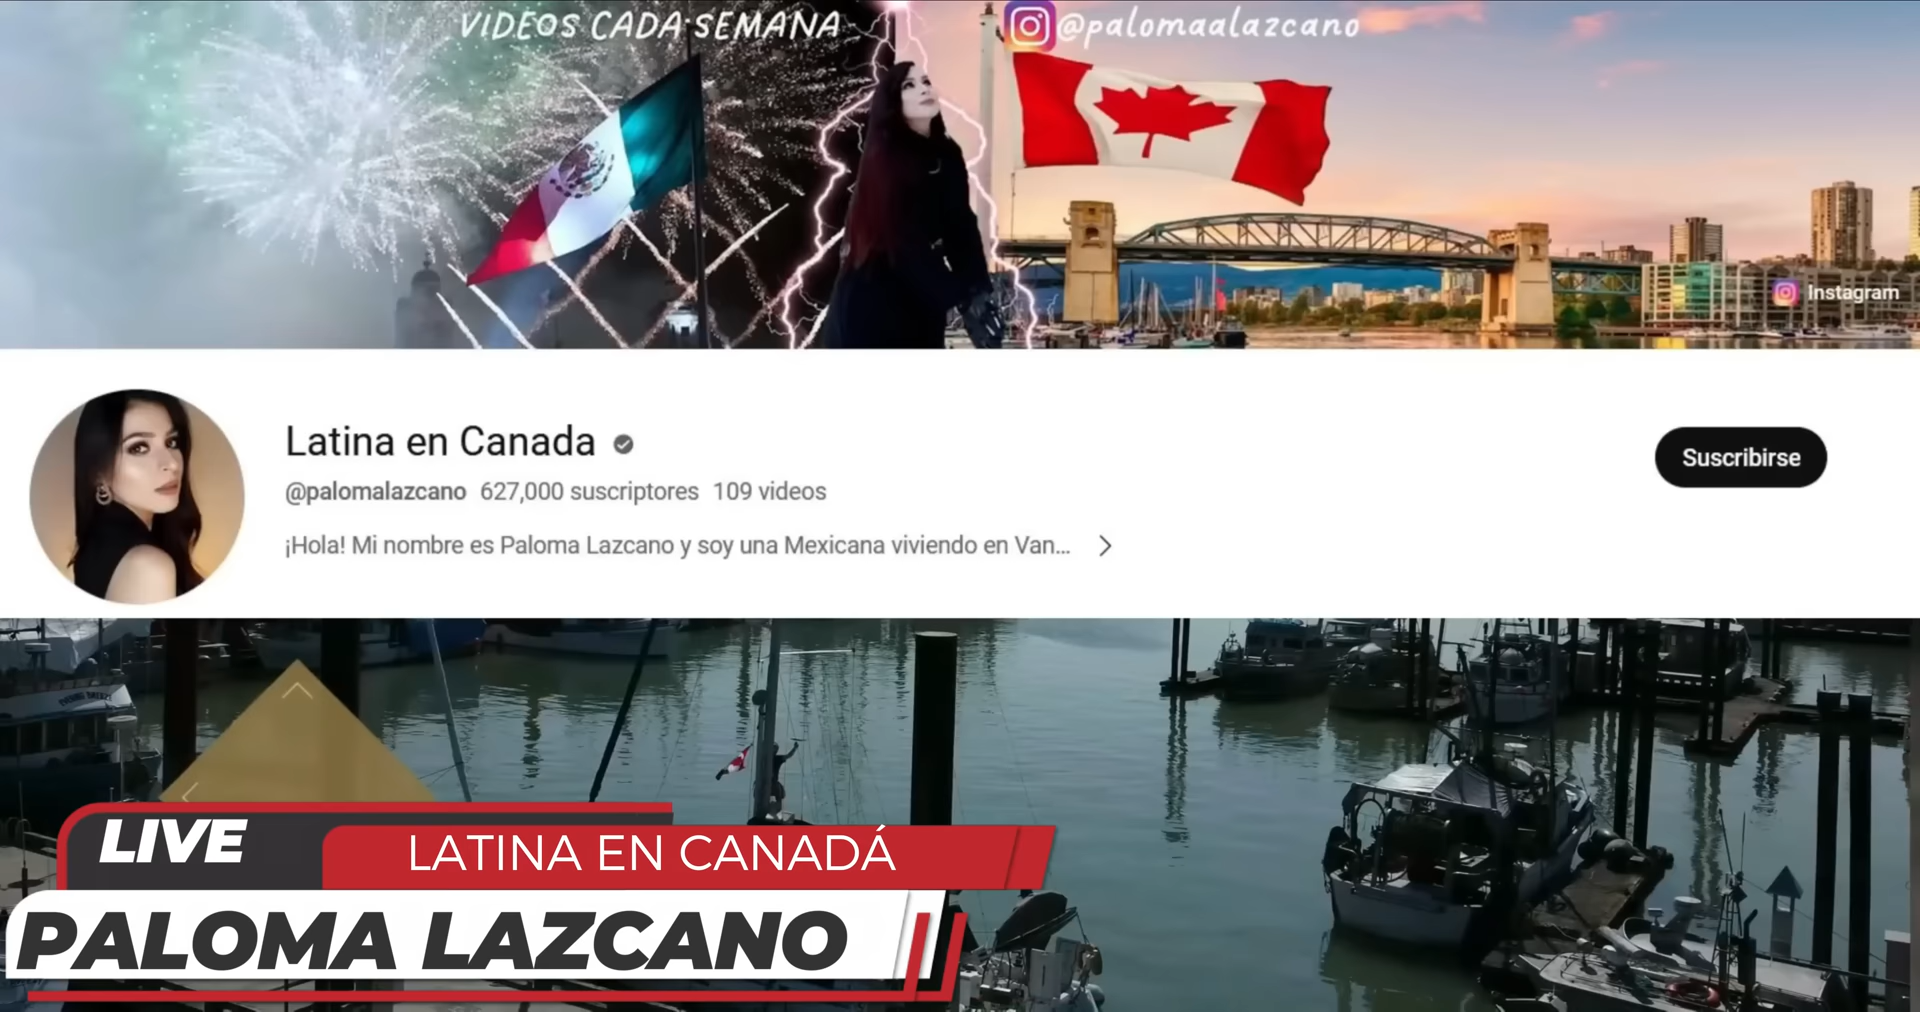 VIDEOS CADA SEMANA
@palomaalazcano
Instagram
Latina en Canada
@palomalazcano 627,000 suscriptores 109 videos
¡Hola! Mi nombre es Paloma Lazcano y soy una Mexicana viviendo en Van...
Suscribirse
LIVE
LATINA EN CANADÁ
PALOMA LAZCANO